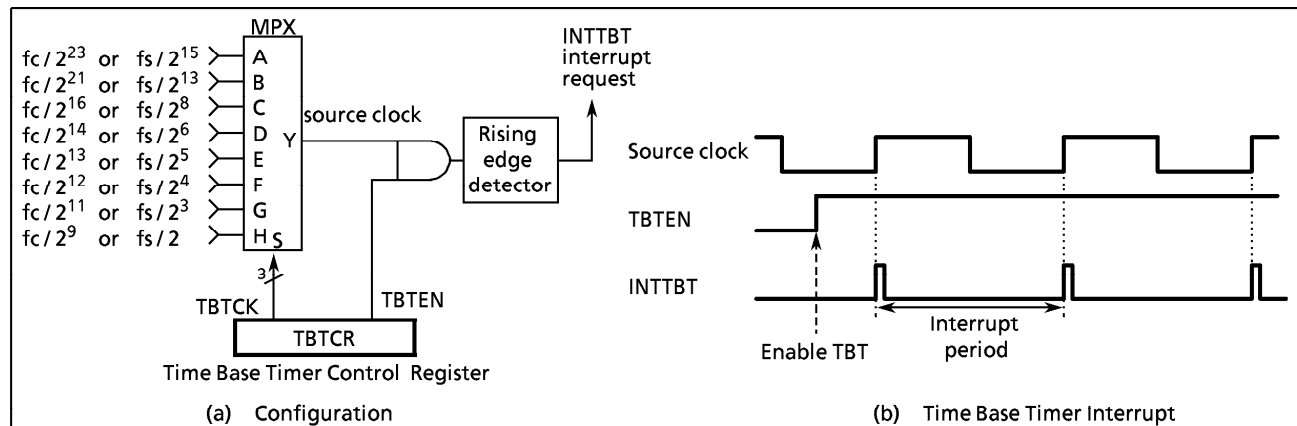 MPX
fc/2^23 or fs/2^15 A
fc/2^21 or fs/2^13 B
fc/2^16 or fs/2^8 C
fc/2^14 or fs/2^6 D
fc/2^13 or fs/2^5 E
fc/2^12 or fs/2^4 F
fc/2^11 or fs/2^3 G
fc/2^9 or fs/2 H
S
Y
source clock
Rising
edge
detector
INTTBT
interrupt
request
3
TBTCK
TBTEN
TBTCR
Time Base Timer Control Register
(a) Configuration
Source clock
TBTEN
INTTBT
Interrupt
period
Enable TBT
(b) Time Base Timer Interrupt